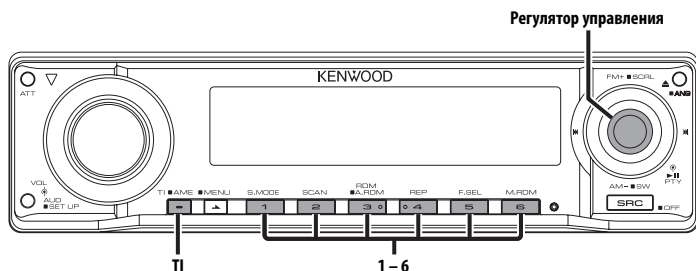 Регулятор управления
KENWOOD
FM+ ■SCRL
ATT
■ANG
VOL
AUD
■SET UP
TI ■AME ■MENU S.MODE SCAN RDM ■A.RDM REP F.SEL M.RDM
1 2 3 4 5 6
AM– ■SW
PTY
SRC
■OFF
TI
1 – 6